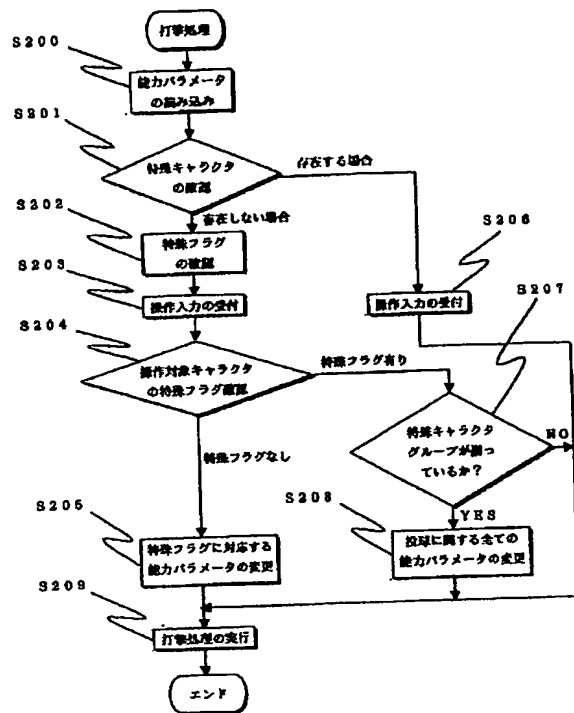 打撃処理
S200
能力パラメータ
の読み込み
S201
特殊キャラクタ
の確認
存在する場合
S202
存在しない場合
特殊フラグ
の確認
S206
S203
操作入力の受付
操作入力の受付
S207
S204
操作対象キャラクタ
の特殊フラグ確認
特殊フラグ有り
特殊キャラクタ
グループが揃っ
ているか?
NO
特殊フラグなし
YES
S205
S208
特殊フラグに対応する
能力パラメータの変更
投球に関する全ての
能力パラメータの変更
S209
打撃処理の実行
エンド